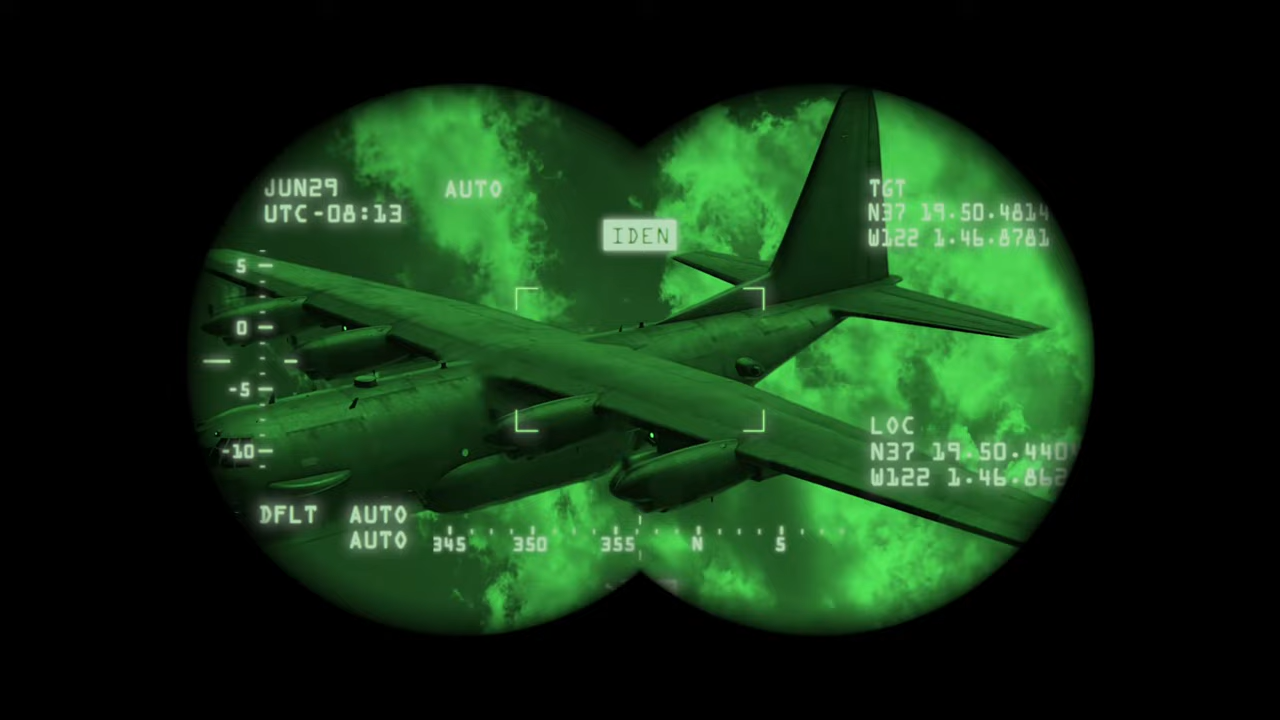 JUN29
UTC-08:13
AUTO
IDEN
TGT
N37 19.50.4814
W122 1.46.8781
5
0
-5
-10
LOC
N37 19.50.440
W122 1.46.862
DFLT AUTO
AUTO
345 350 355 N 5